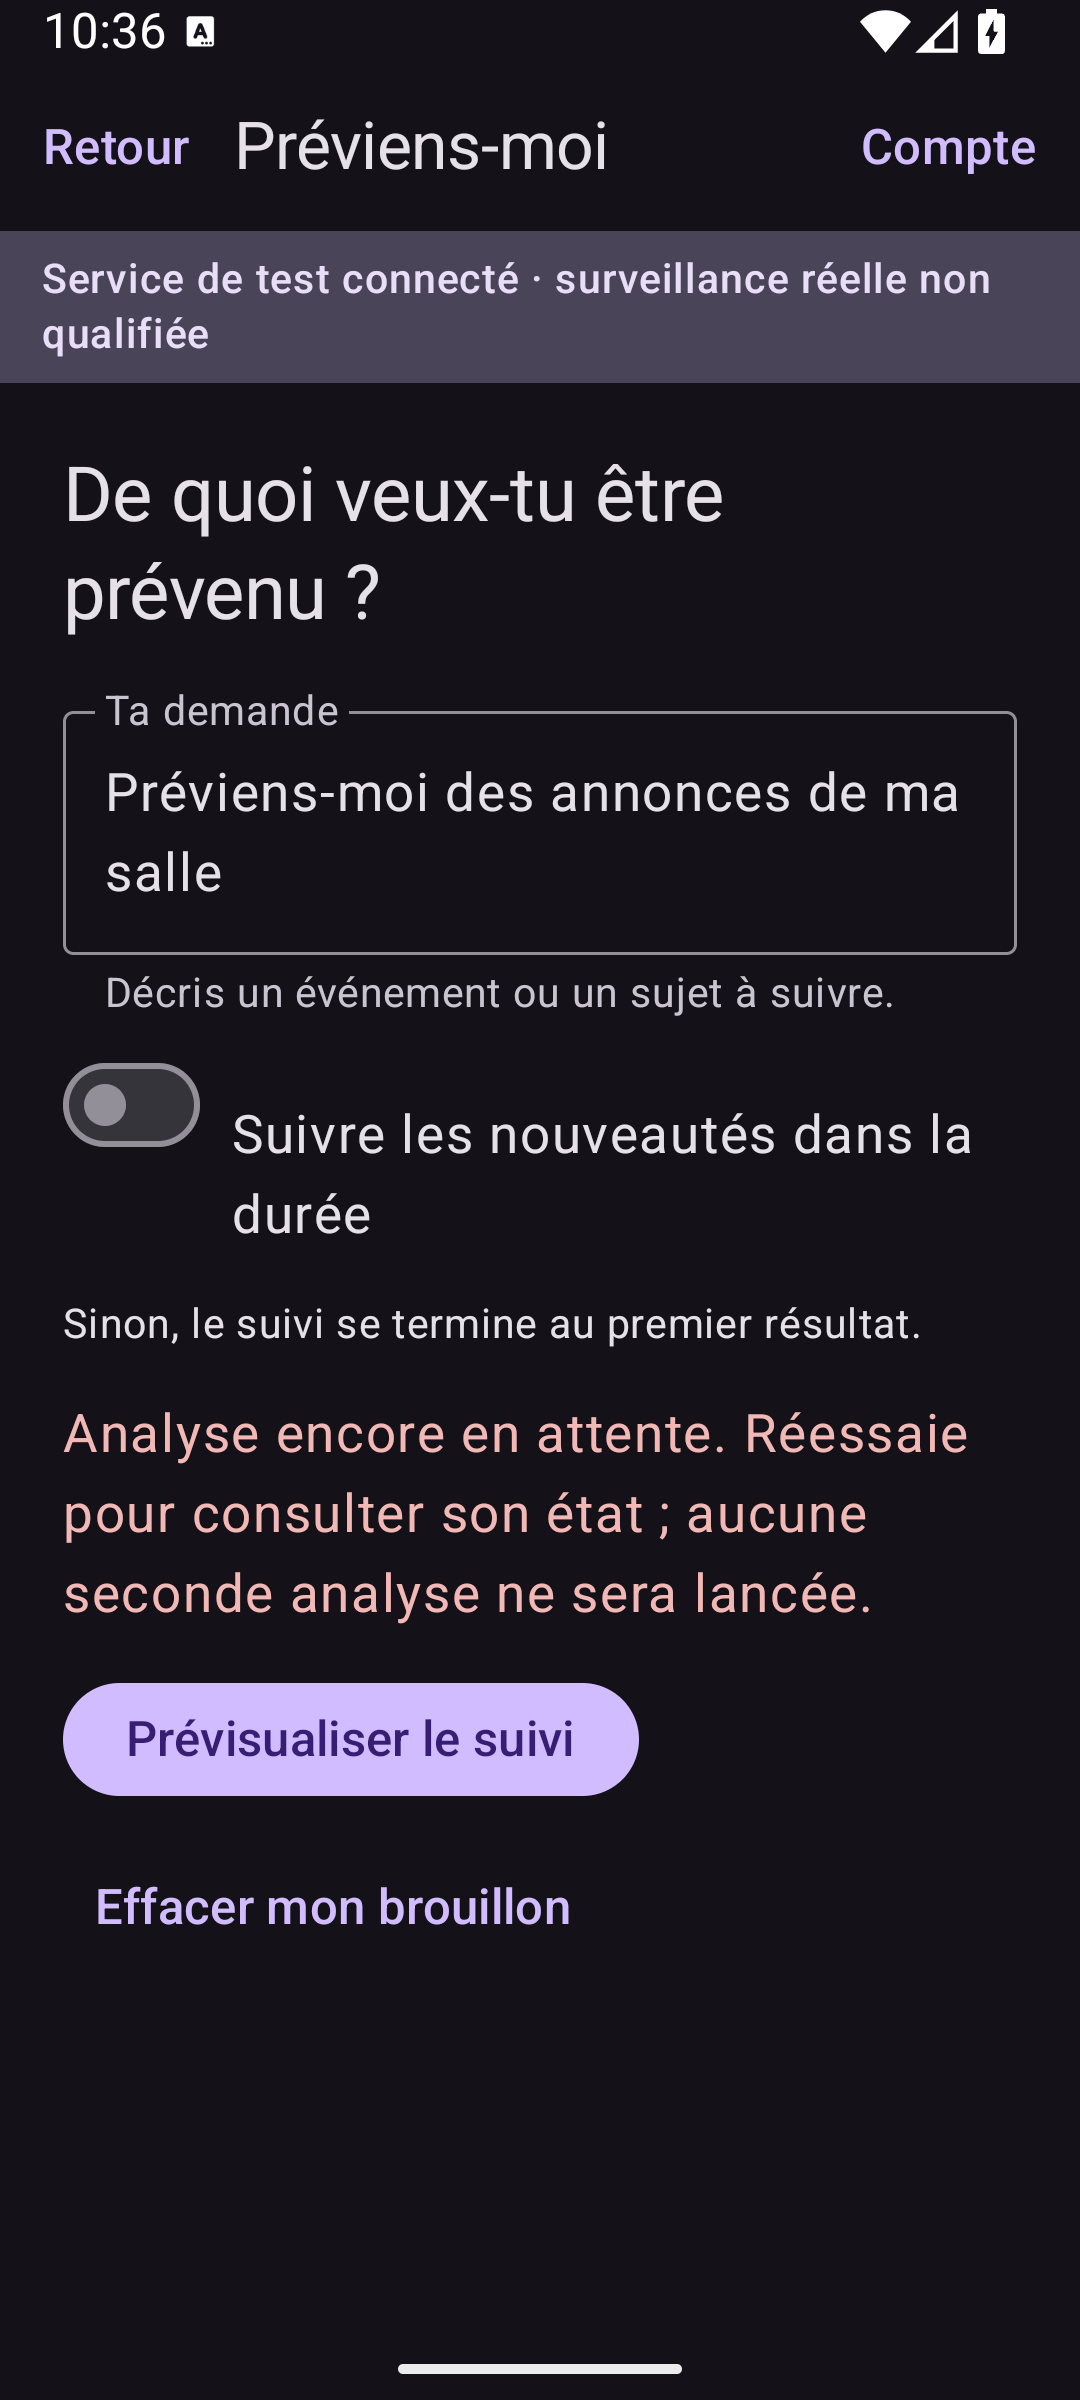 10:36
Retour Préviens-moi Compte
Service de test connecté · surveillance réelle non
qualifiée
De quoi veux-tu être
prévenu ?
Ta demande
Préviens-moi des annonces de ma
salle
Décris un événement ou un sujet à suivre.
Suivre les nouveautés dans la
durée
Sinon, le suivi se termine au premier résultat.
Analyse encore en attente. Réessaie
pour consulter son état ; aucune
seconde analyse ne sera lancée.
Prévisualiser le suivi
Effacer mon brouillon